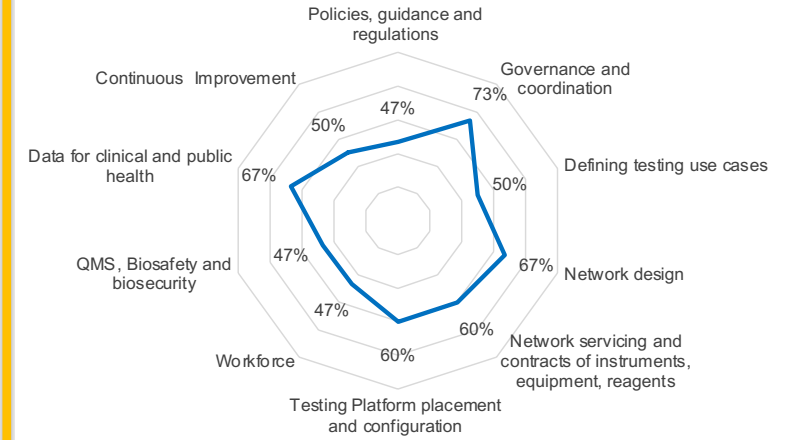 Policies, guidance and
regulations
Governance and
coordination
73%
Continuous Improvement
47%
50%
Data for clinical and public
health
67%
Defining testing use cases
50%
QMS, Biosafety and
biosecurity
47%
67%
Network design
47%
60%
Network servicing and
contracts of instruments,
equipment, reagents
Workforce
60%
Testing Platform placement
and configuration